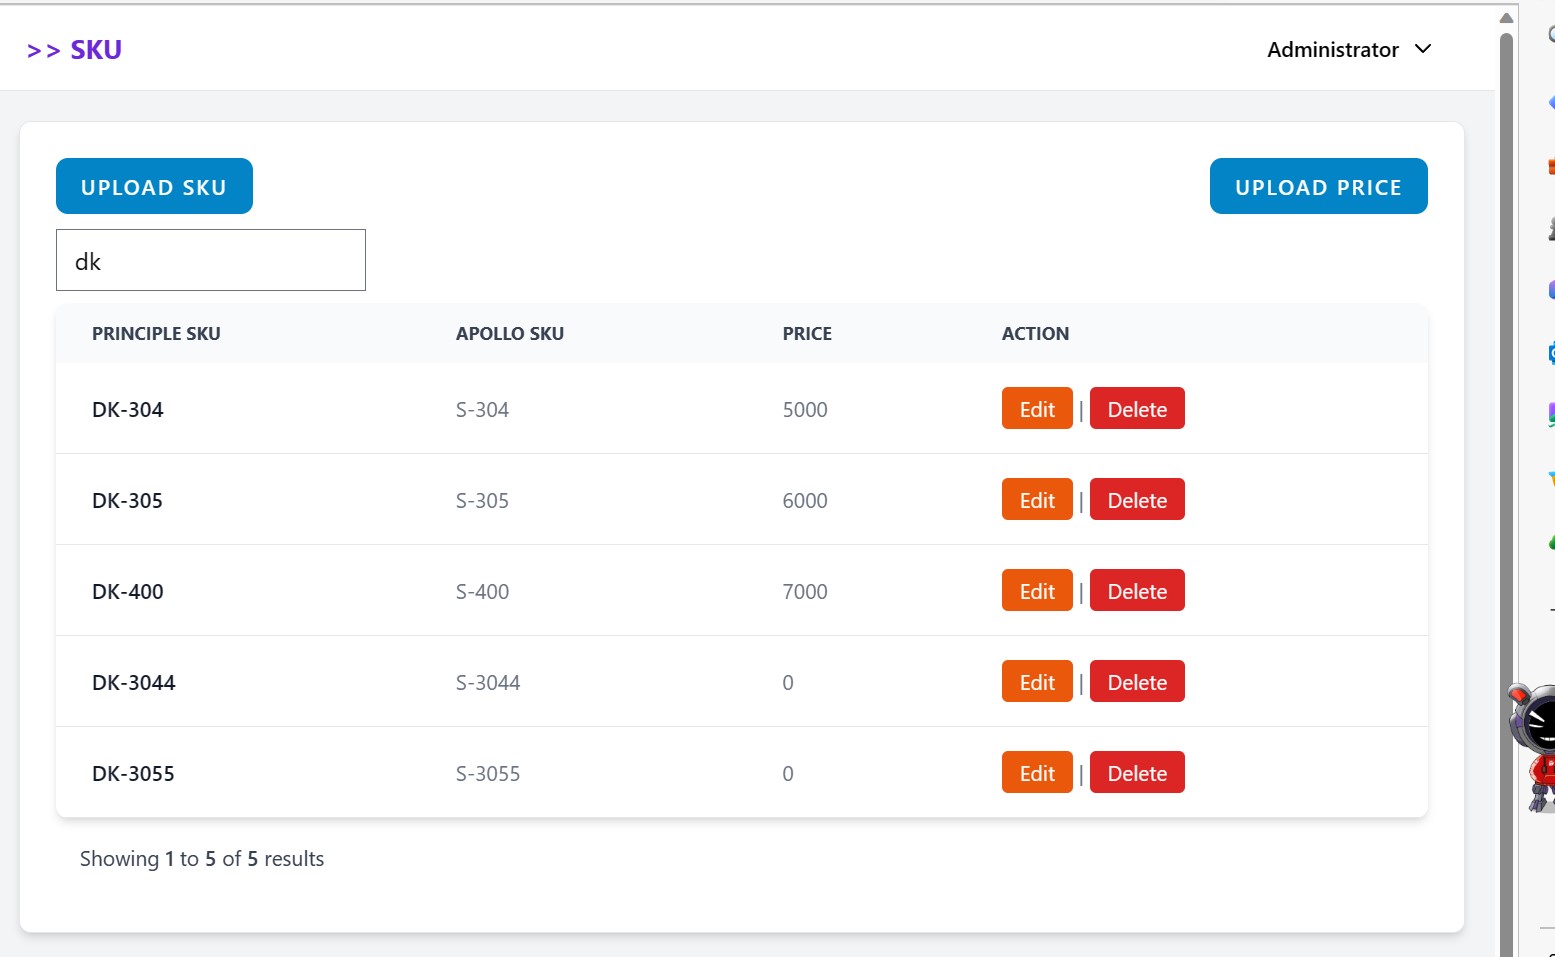 >> SKU
Administrator
UPLOAD SKU
UPLOAD PRICE
dk
PRINCIPLE SKU APOLLO SKU PRICE ACTION
DK-304 S-304 5000 Edit | Delete
DK-305 S-305 6000 Edit | Delete
DK-400 S-400 7000 Edit | Delete
DK-3044 S-3044 0 Edit | Delete
DK-3055 S-3055 0 Edit | Delete
Showing 1 to 5 of 5 results